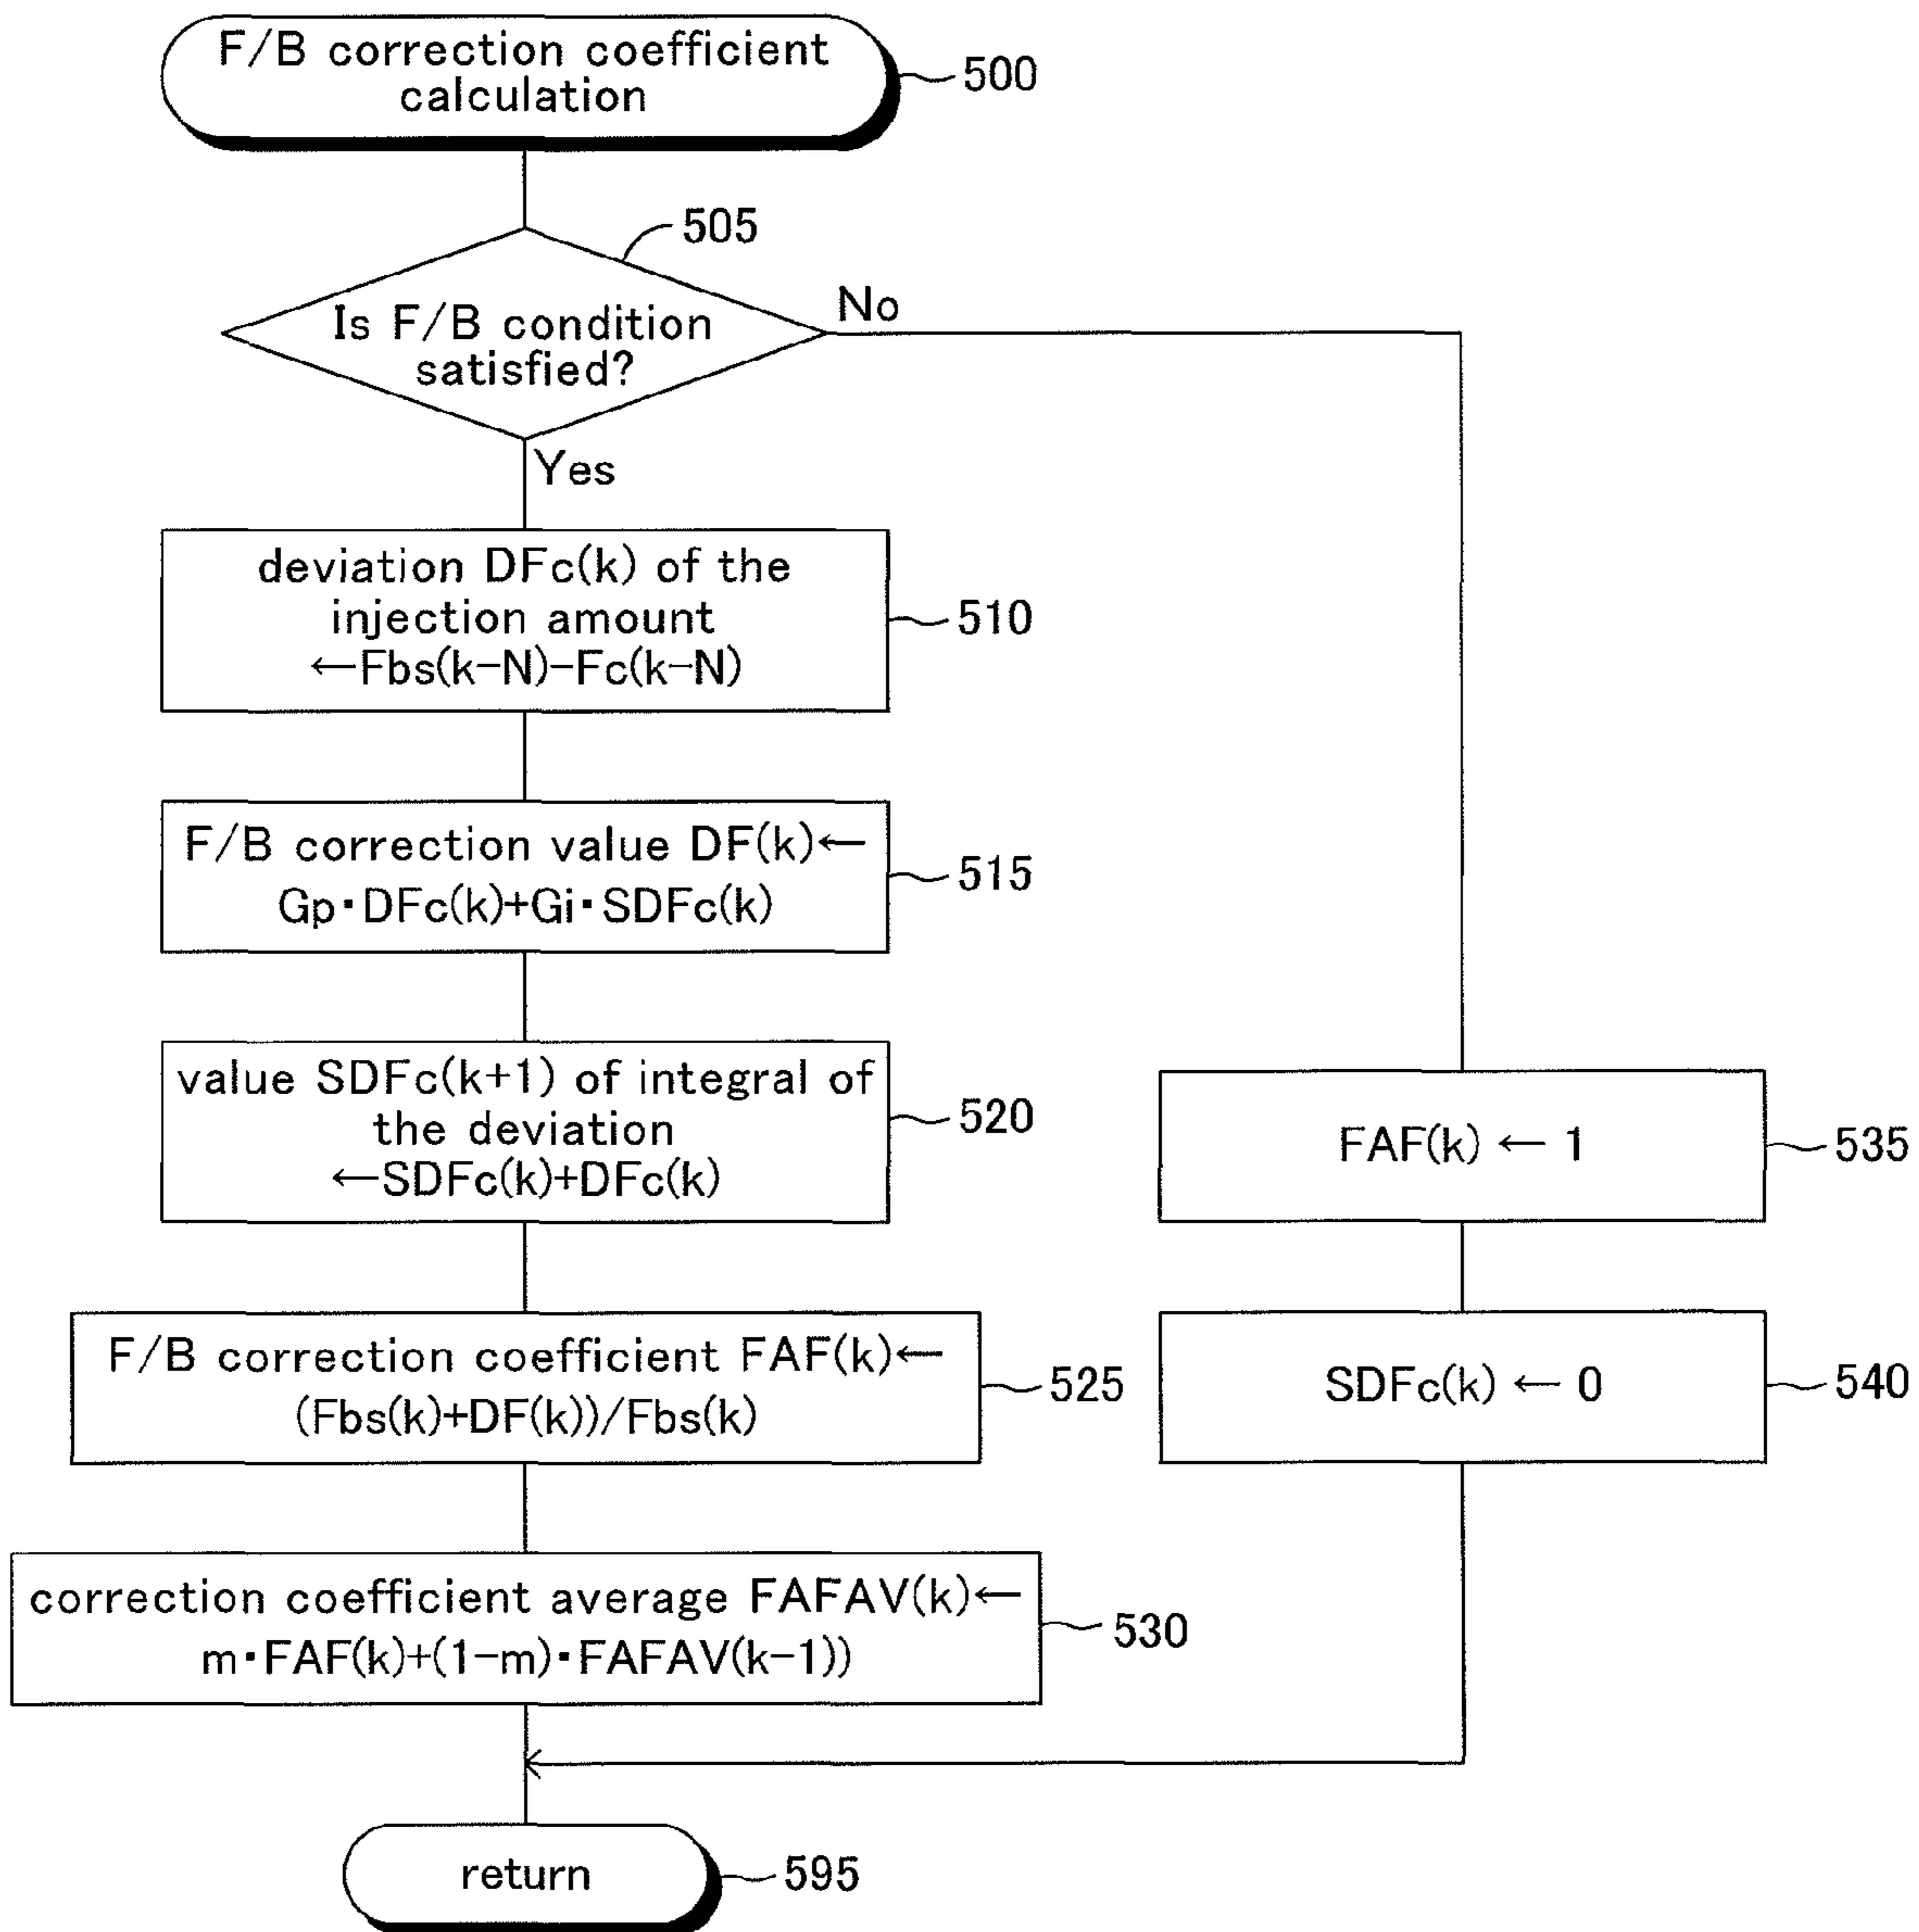 F/B correction coefficient
calculation
500
505
Is F/B condition
satisfied?
No
Yes
deviation DFc(k) of the
injection amount
←Fbs(k-N)-Fc(k-N)
510
F/B correction value DF(k)←
Gp·DFc(k)+Gi·SDFc(k)
515
value SDFc(k+1) of integral of
the deviation
←SDFc(k)+DFc(k)
520
FAF(k) ← 1
535
F/B correction coefficient FAF(k)←
(Fbs(k)+DF(k))/Fbs(k)
525
SDFc(k) ← 0
540
correction coefficient average FAFAV(k)←
m·FAF(k)+(1-m)·FAFAV(k-1))
530
return
595